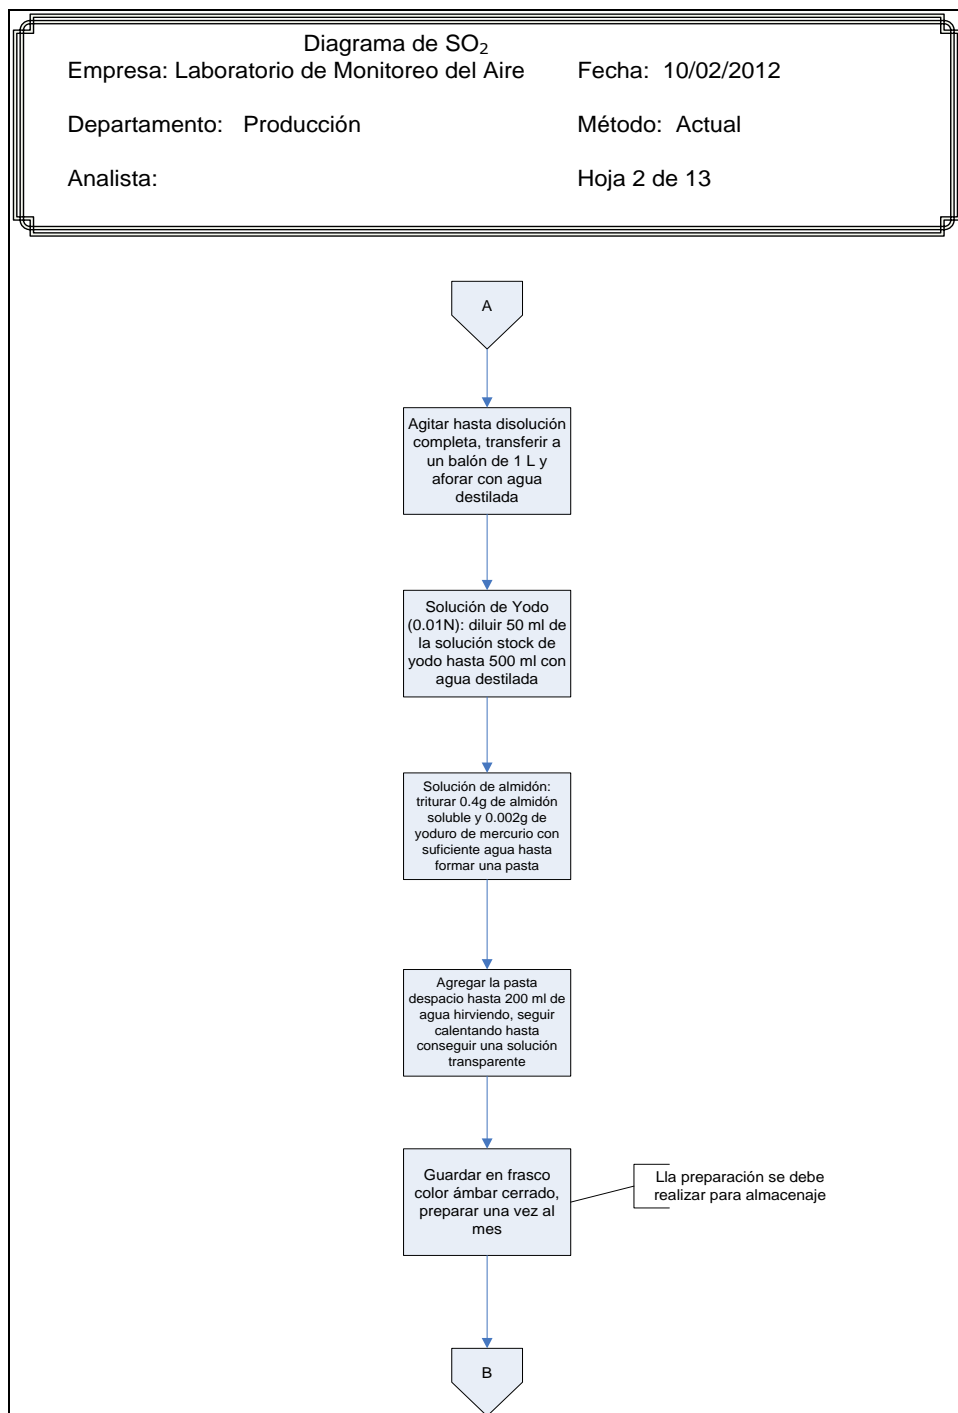 Diagrama de SO₂
Empresa: Laboratorio de Monitoreo del Aire Fecha: 10/02/2012
Departamento: Producción Método: Actual
Analista: Hoja 2 de 13
A
Agitar hasta disolución
completa, transferir a
un balón de 1 L y
aforar con agua
destilada
Solución de Yodo
(0.01N): diluir 50 ml de
la solución stock de
yodo hasta 500 ml con
agua destilada
Solución de almidón:
triturar 0.4g de almidón
soluble y 0.002g de
yoduro de mercurio con
suficiente agua hasta
formar una pasta
Agregar la pasta
despacio hasta 200 ml de
agua hirviendo, seguir
calentando hasta
conseguir una solución
transparente
Guardar en frasco
color ámbar cerrado,
preparar una vez al
mes
Lla preparación se debe
realizar para almacenaje
B